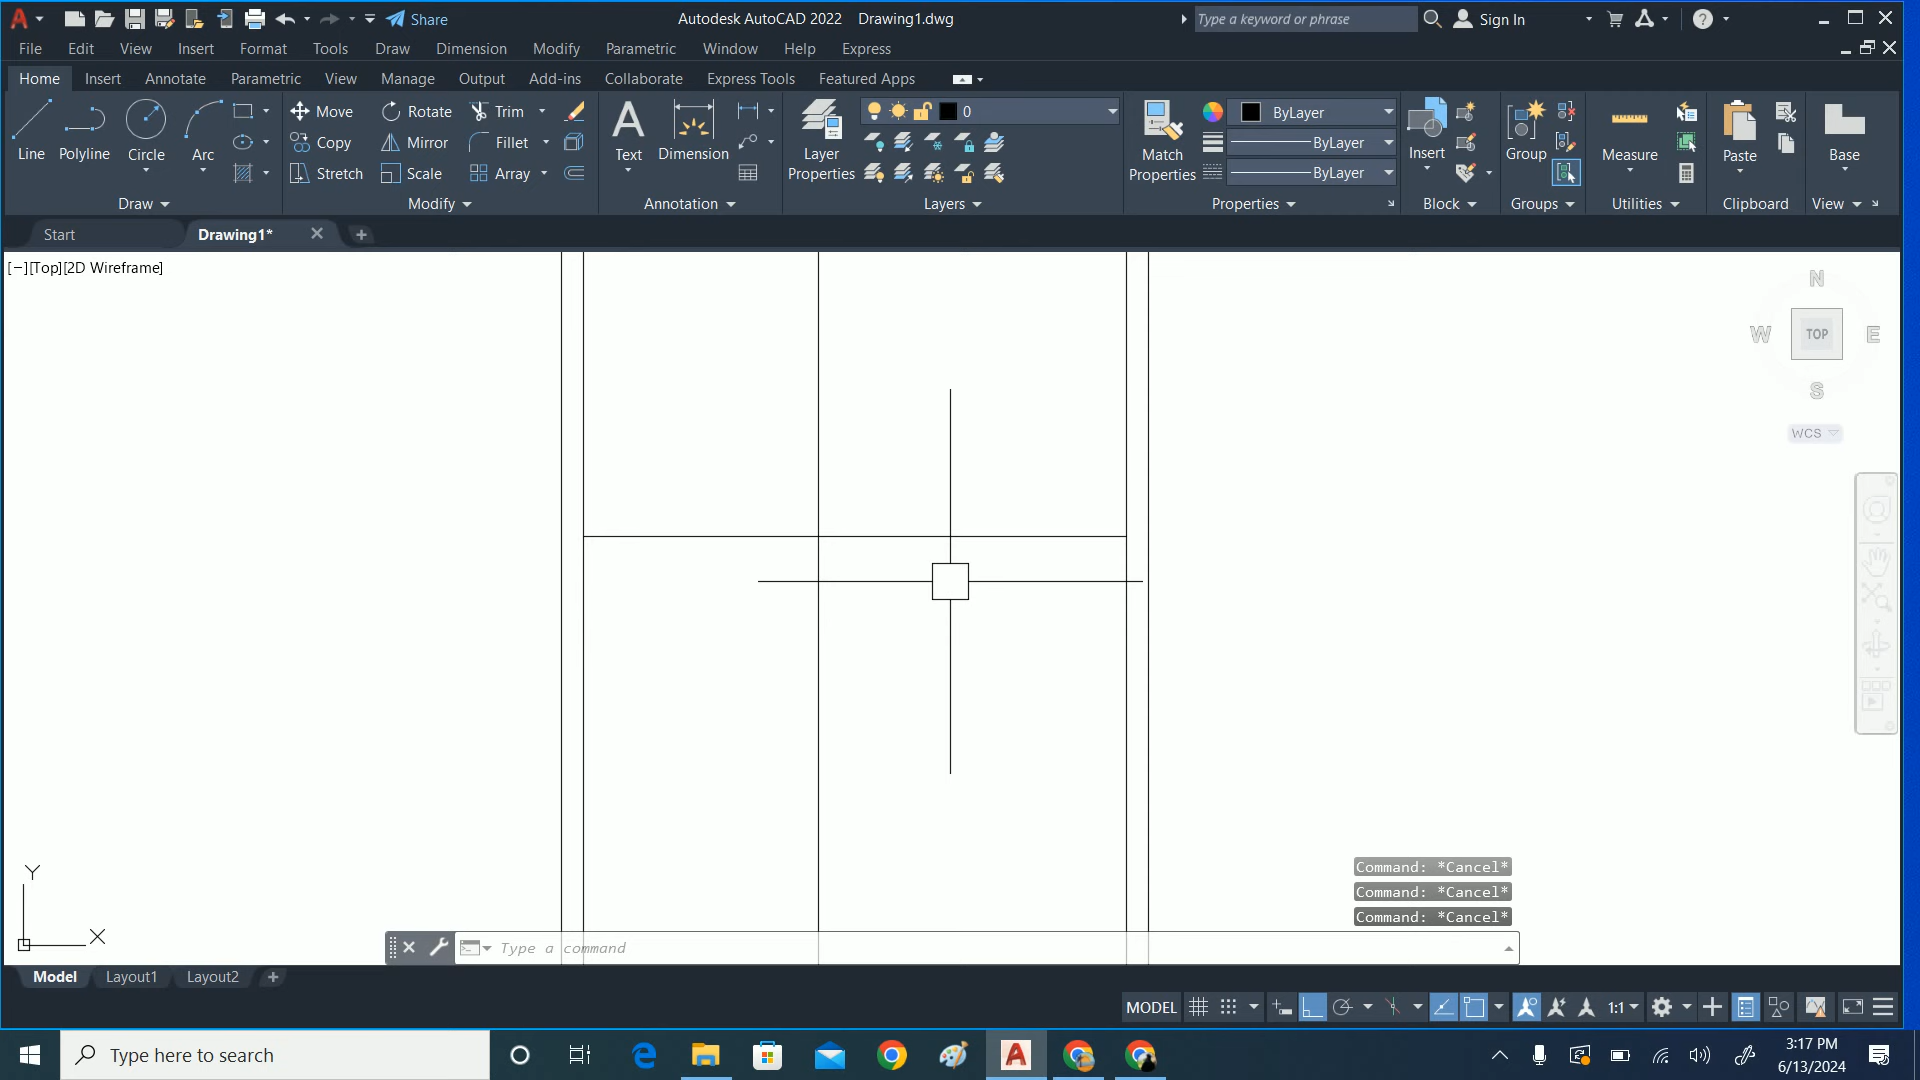 Share
Autodesk AutoCAD 2022 Drawing1.dwg
Type a keyword or phrase
Sign In
File Edit View Insert Format Tools Draw Dimension Modify Parametric Window Help Express
Home Insert Annotate Parametric View Manage Output Add-ins Collaborate Express Tools Featured Apps
Line Polyline Circle Arc
Move Rotate Trim
Copy Mirror Fillet
Stretch Scale Array
Text Dimension
Layer Properties
0
Match Properties
ByLayer
ByLayer
ByLayer
Insert
Group
Measure
Paste
Base
Draw Modify Annotation Layers Properties Block Groups Utilities Clipboard View
Start Drawing1*
[−][Top][2D Wireframe]
N
W TOP E
S
WCS
Y
X
Command: *Cancel*
Command: *Cancel*
Command: *Cancel*
Type a command
Model Layout1 Layout2
MODEL 1:1
Type here to search
3:17 PM
6/13/2024